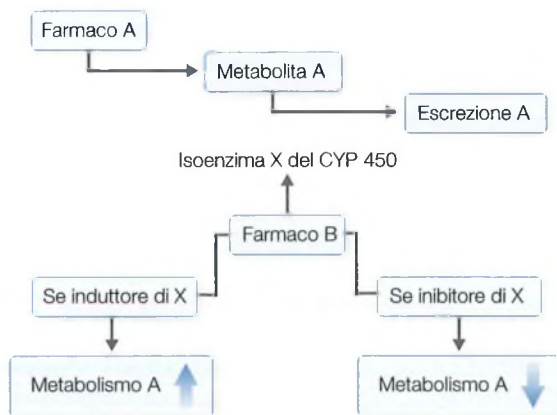 Farmaco A
Metabolita A
Escrezione A
Isoenzima X del CYP 450
Farmaco B
Se induttore di X
Se inibitore di X
Metabolismo A
Metabolismo A